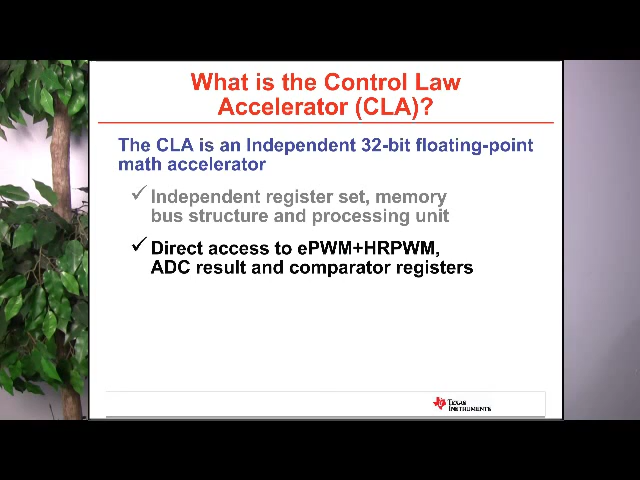 What is the Control Law
Accelerator (CLA)?
The CLA is an Independent 32-bit floating-point
math accelerator
✓ Independent register set, memory
bus structure and processing unit
✓ Direct access to ePWM+HRPWM,
ADC result and comparator registers
TEXAS
INSTRUMENTS